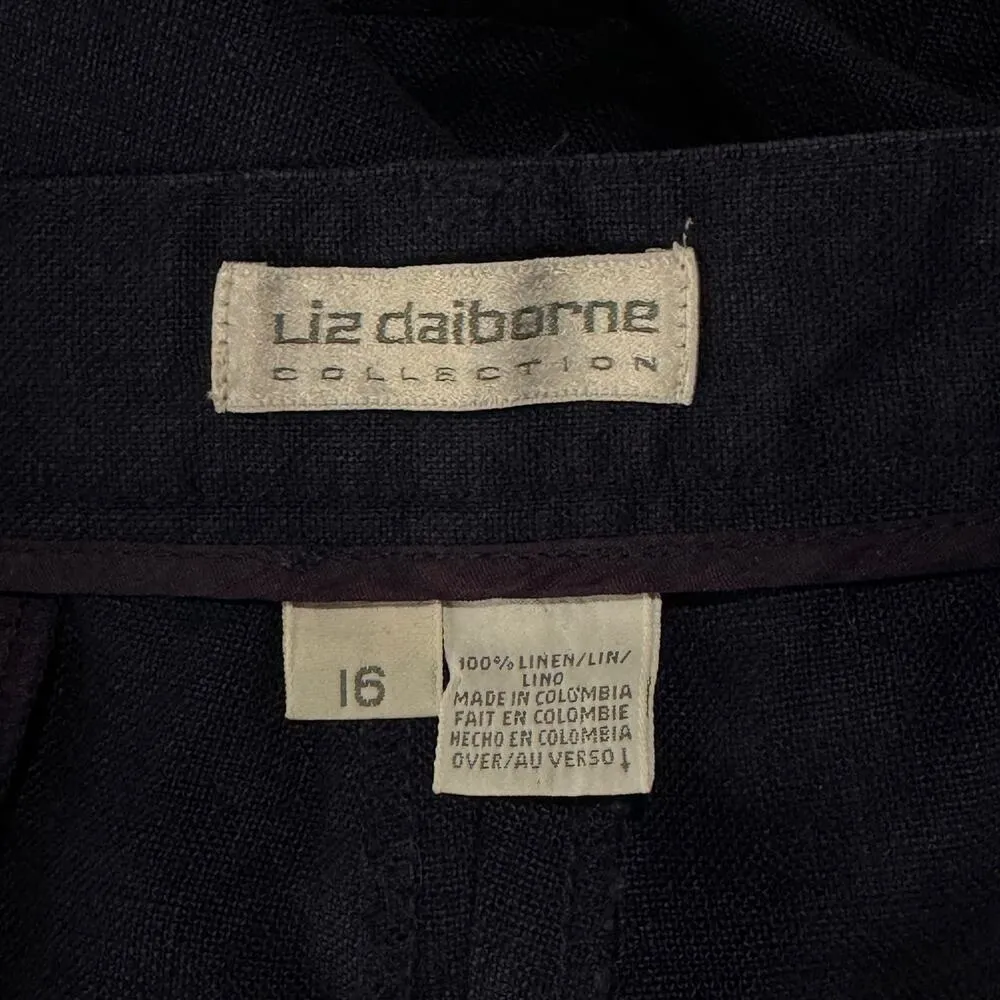 Liz claiborne
COLLECTION
16
100% LINEN/LIN/
LINO
MADE IN COLOMBIA
FAIT EN COLOMBIE
HECHO EN COLOMBIA
OVER/AU VERSO